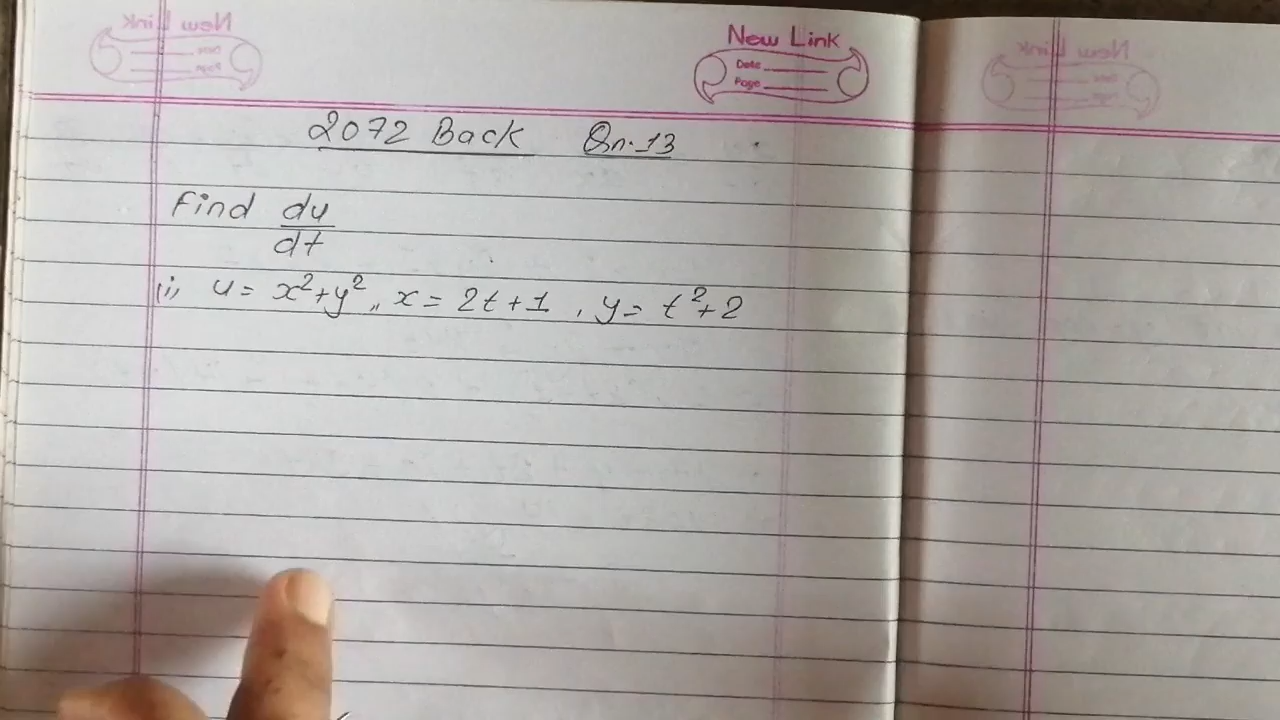 New Link
Date
Page
2072 Back Qn.13
Find du/dt
(i), u = x²+y², x = 2t+1, y = t²+2